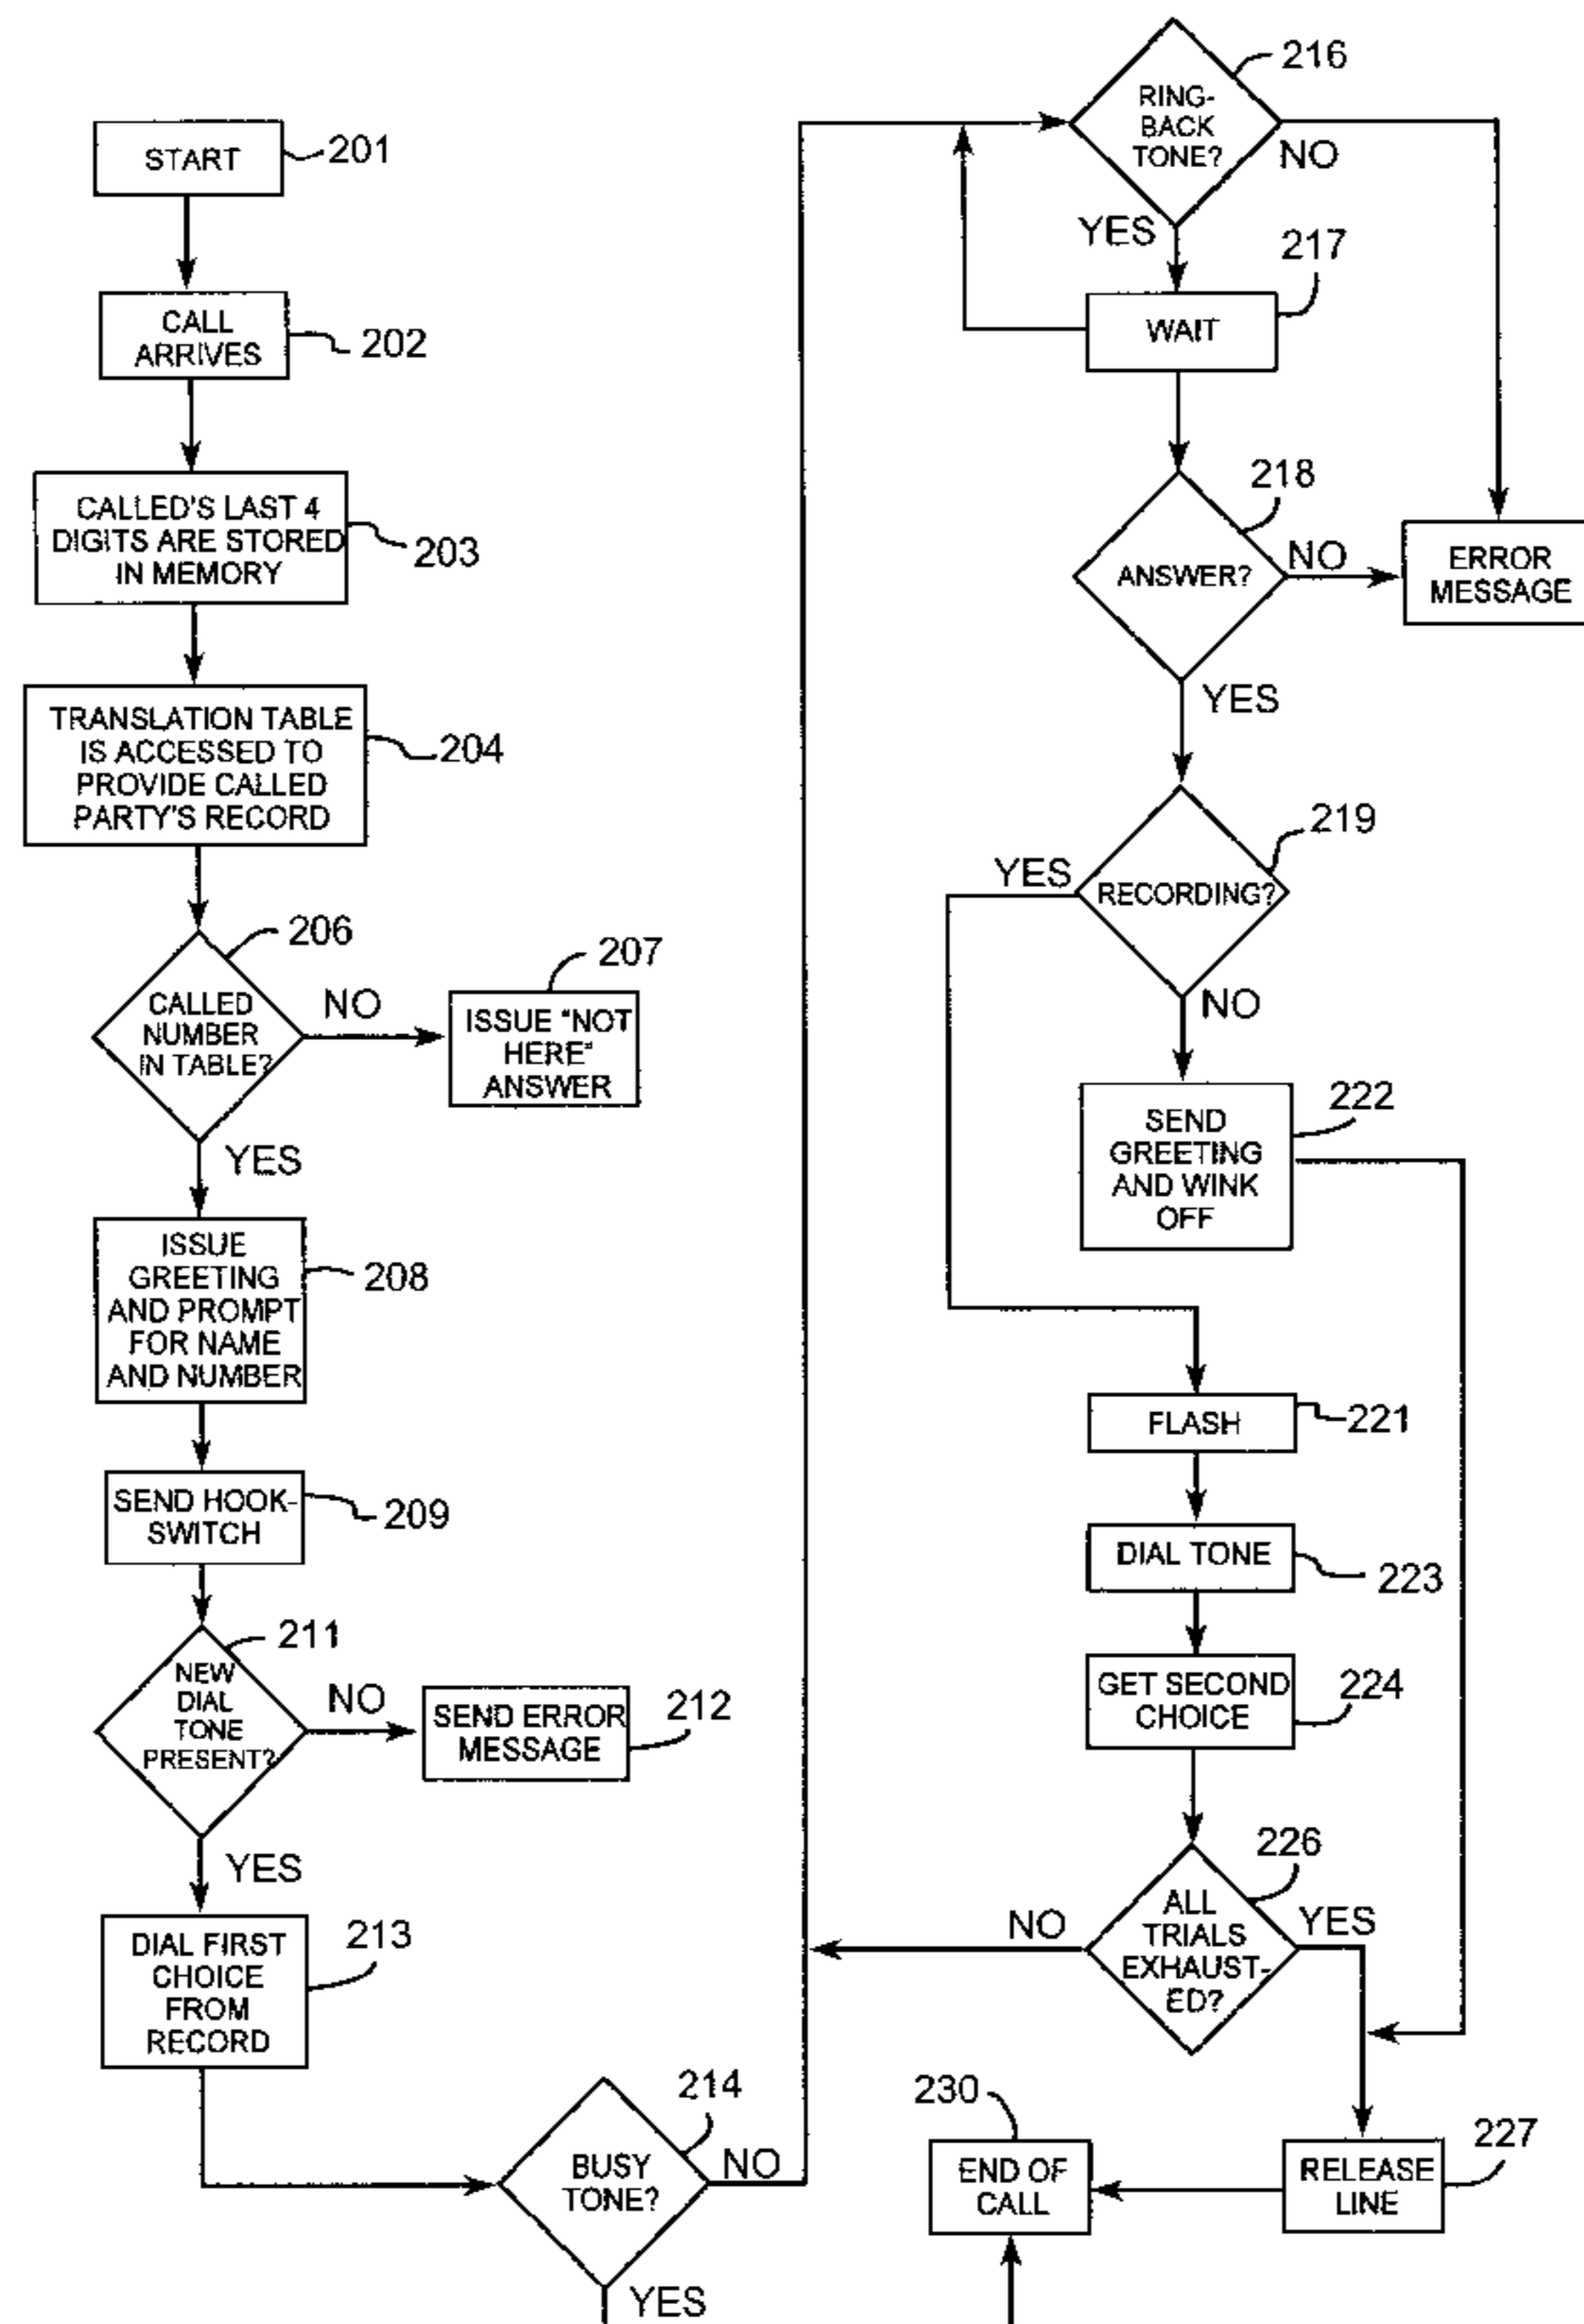 START
201
CALL
ARRIVES
202
CALLED'S LAST 4
DIGITS ARE STORED
IN MEMORY
203
TRANSLATION TABLE
IS ACCESSED TO
PROVIDE CALLED
PARTY'S RECORD
204
206
CALLED
NUMBER
IN TABLE?
NO
207
ISSUE "NOT
HERE"
ANSWER
YES
ISSUE
GREETING
AND PROMPT
FOR NAME
AND NUMBER
208
SEND HOOK-
SWITCH
209
211
NEW
DIAL
TONE
PRESENT?
NO
SEND ERROR
MESSAGE
212
YES
DIAL FIRST
CHOICE
FROM
RECORD
213
214
BUSY
TONE?
NO
YES
216
RING-
BACK
TONE?
NO
YES
217
WAIT
218
ANSWER?
NO
ERROR
MESSAGE
YES
219
YES
RECORDING?
NO
222
SEND
GREETING
AND WINK
OFF
FLASH
221
DIAL TONE
223
GET SECOND
CHOICE
224
226
ALL
TRIALS
EXHAUST-
ED?
NO
YES
230
END OF
CALL
227
RELEASE
LINE